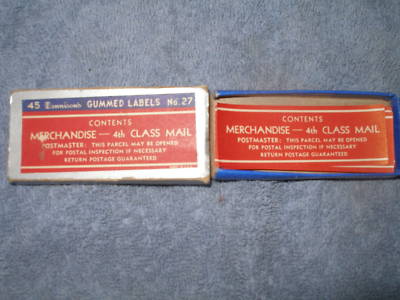 45 Dennison's GUMMED LABELS No. 27
CONTENTS
MERCHANDISE — 4th CLASS MAIL
POSTMASTER: THIS PARCEL MAY BE OPENED
FOR POSTAL INSPECTION IF NECESSARY
RETURN POSTAGE GUARANTEED
CONTENTS
MERCHANDISE — 4th CLASS MAIL
POSTMASTER: THIS PARCEL MAY BE OPENED
FOR POSTAL INSPECTION IF NECESSARY
RETURN POSTAGE GUARANTEED